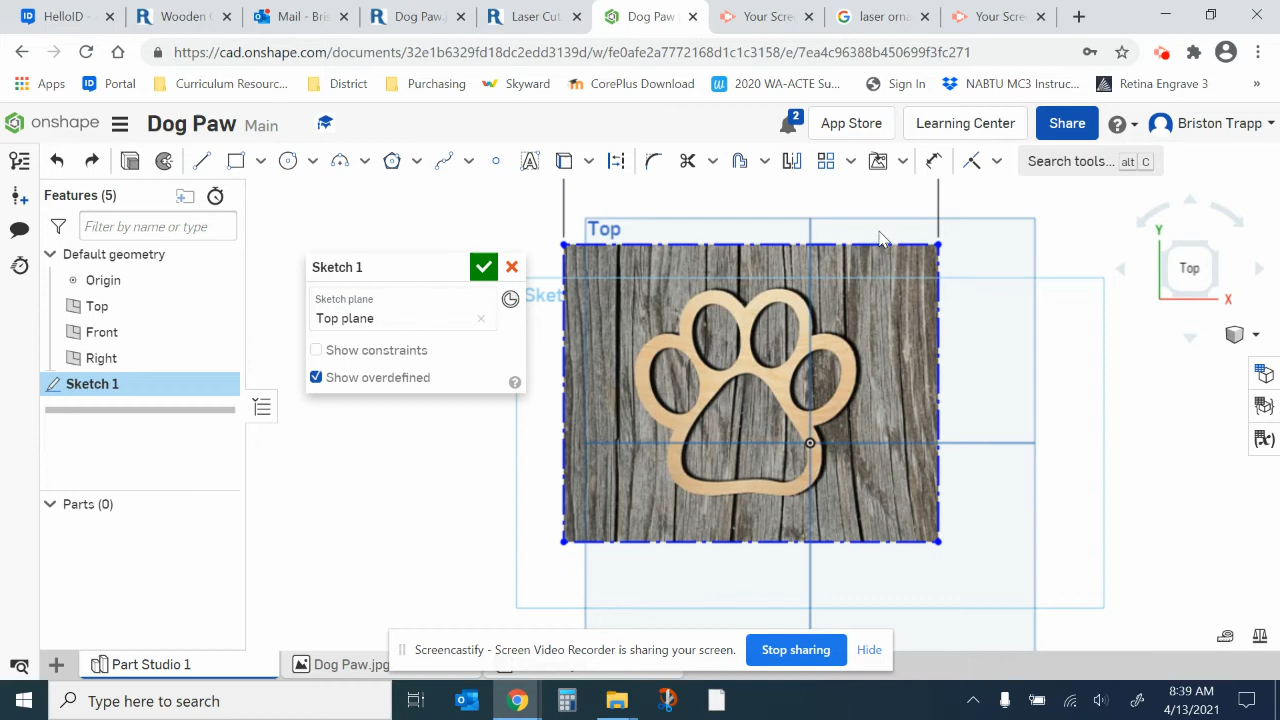 HelloID
Wooden C
Mail - Bris
Dog Paw.j
Laser Cut
Dog Paw
Your Scre
laser orna
Your Scre
https://cad.onshape.com/documents/32e1b6329fd18dc2edd3139d/w/fe0afe2a7772168d1c1c3158/e/7ea4c96388b450699f3fc271
Apps
Portal
Curriculum Resourc...
District
Purchasing
Skyward
CorePlus Download
2020 WA-ACTE Su...
Sign In
NABTU MC3 Instruc...
Retina Engrave 3
onshape
Dog Paw Main
2
App Store
Learning Center
Share
Briston Trapp
Search tools... alt C
Features (5)
Filter by name or type
Default geometry
Origin
Top
Front
Right
Sketch 1
Parts (0)
Sketch 1
Sketch plane
Top plane
Show constraints
Show overdefined
Top
Sket
Y
Top
X
Screencastify - Screen Video Recorder is sharing your screen.
Stop sharing
Hide
Part Studio 1
Dog Paw.jpg
Type here to search
8:39 AM
4/13/2021